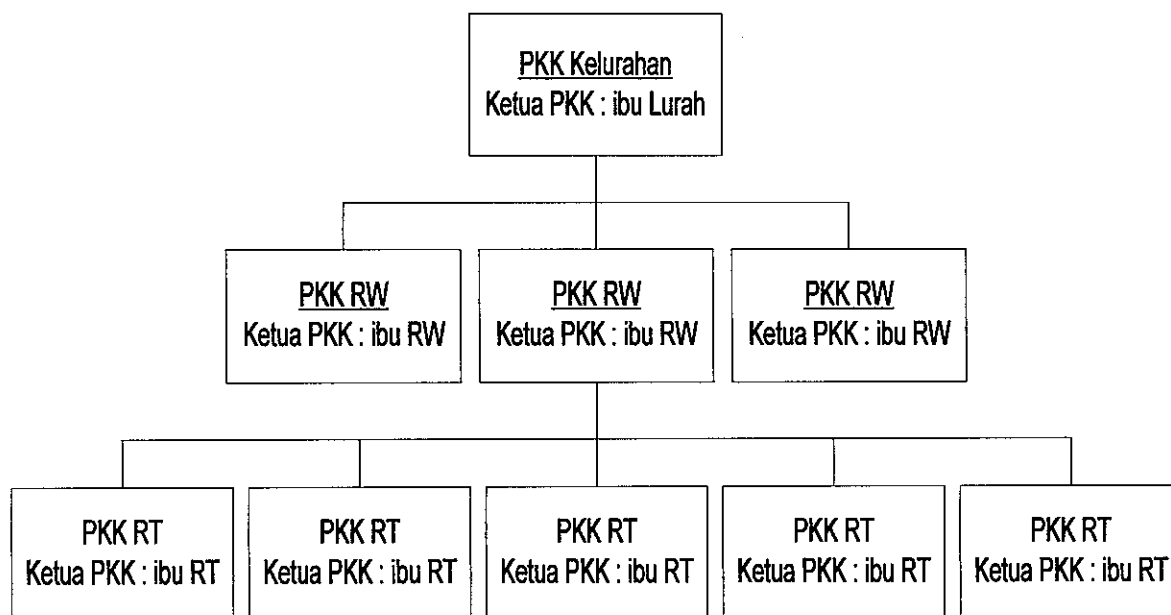 PKK Kelurahan
Ketua PKK : ibu Lurah
PKK RW
Ketua PKK : ibu RW
PKK RW
Ketua PKK : ibu RW
PKK RW
Ketua PKK : ibu RW
PKK RT
Ketua PKK : ibu RT
PKK RT
Ketua PKK : ibu RT
PKK RT
Ketua PKK : ibu RT
PKK RT
Ketua PKK : ibu RT
PKK RT
Ketua PKK : ibu RT